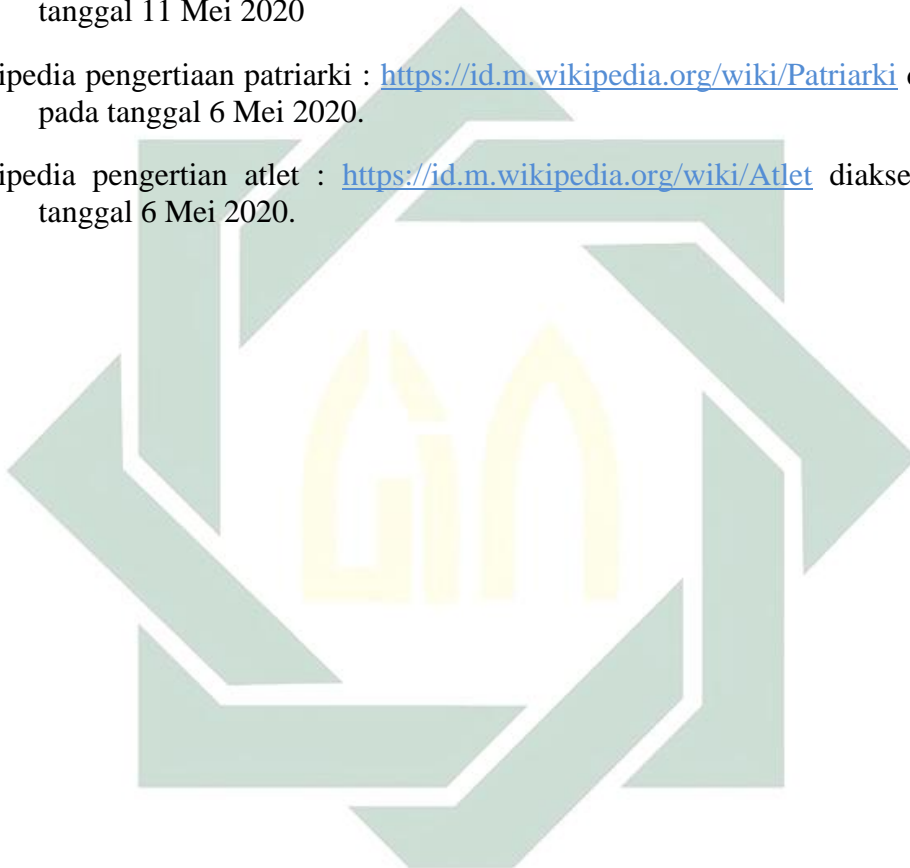 tanggal 11 Mei 2020
ipedia pengertiaan patriarki : https://id.m.wikipedia.org/wiki/Patriarki
pada tanggal 6 Mei 2020.
ipedia pengertian atlet : https://id.m.wikipedia.org/wiki/Atlet diakse
tanggal 6 Mei 2020.